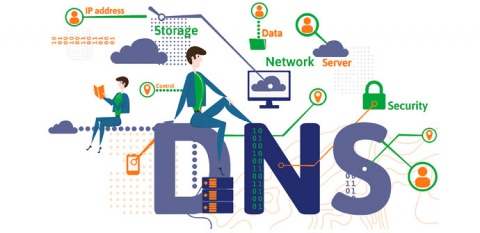 IP address
Storage
Data
Network
Server
Control
Security
DNS